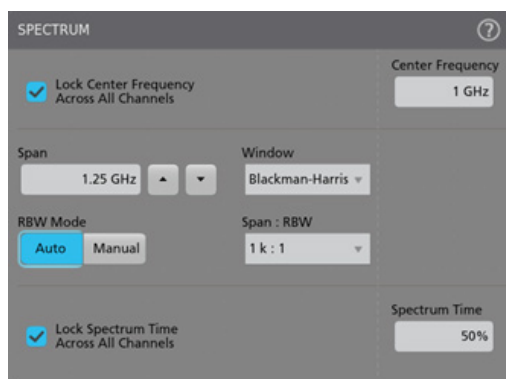 SPECTRUM
?
Lock Center Frequency
Across All Channels
Center Frequency
1 GHz
Span
1.25 GHz
Window
Blackman-Harris
RBW Mode
Auto
Manual
Span : RBW
1 k : 1
Lock Spectrum Time
Across All Channels
Spectrum Time
50%